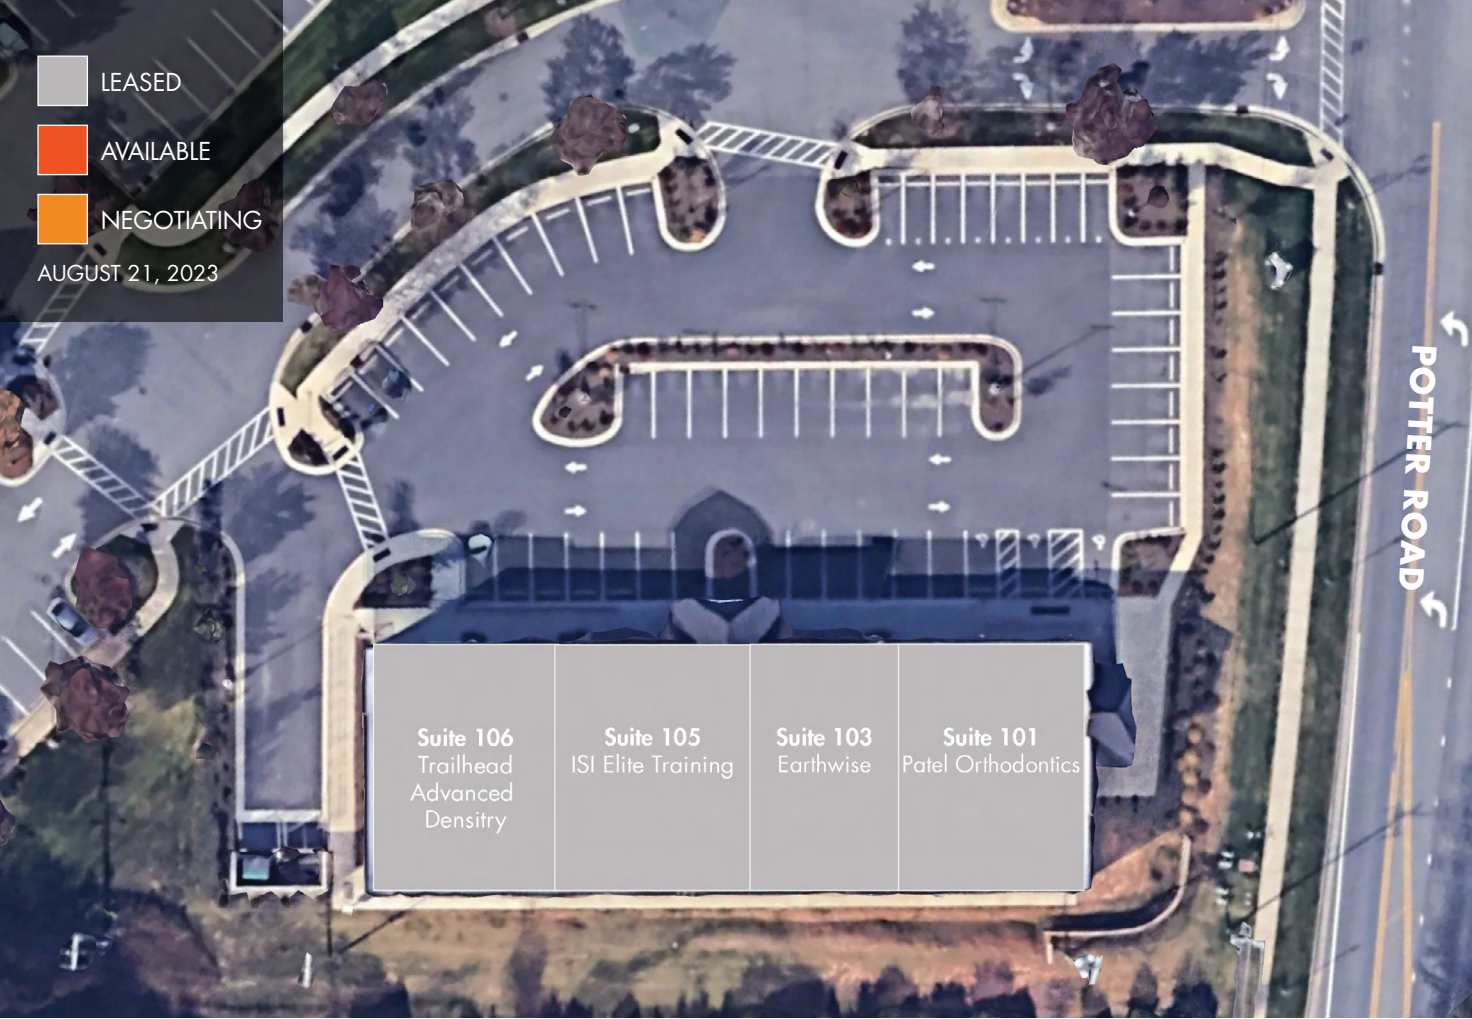 LEASED
AVAILABLE
NEGOTIATING
AUGUST 21, 2023
POTTER ROAD
Suite 106
Trailhead
Advanced
Densitry
Suite 105
ISI Elite Training
Suite 103
Earthwise
Suite 101
Patel Orthodontics